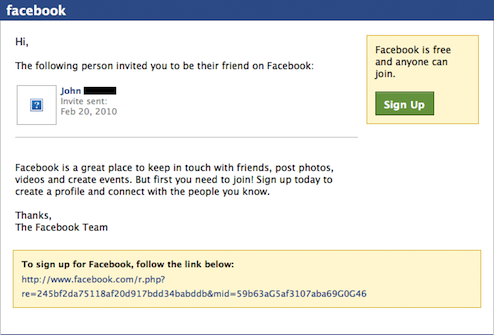 facebook
Hi,
The following person invited you to be their friend on Facebook:
John
Invite sent:
Feb 20, 2010
Facebook is free
and anyone can
join.
Sign Up
Facebook is a great place to keep in touch with friends, post photos,
videos and create events. But first you need to join! Sign up today to
create a profile and connect with the people you know.
Thanks,
The Facebook Team
To sign up for Facebook, follow the link below:
http://www.facebook.com/r.php?
re=245bf2da75118af20d917bdd34babddb&mid=59b63aG5af3107aba69G0G46